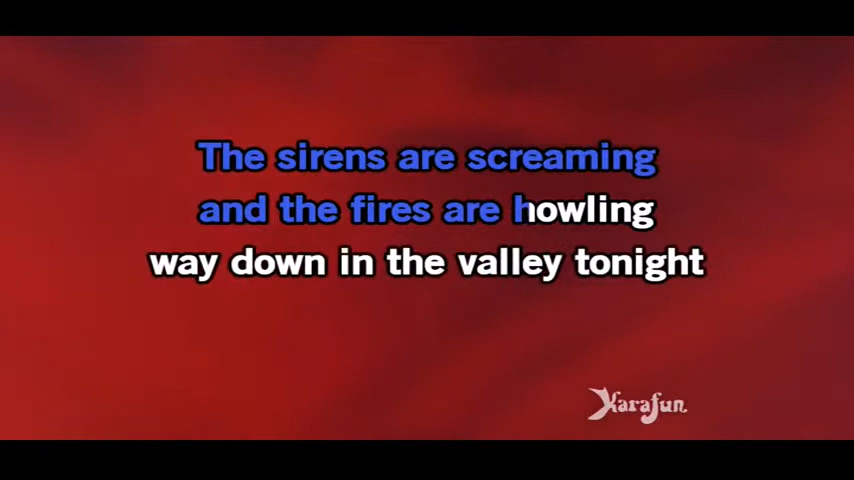 The sirens are screaming
and the fires are howling
way down in the valley tonight
Karafun